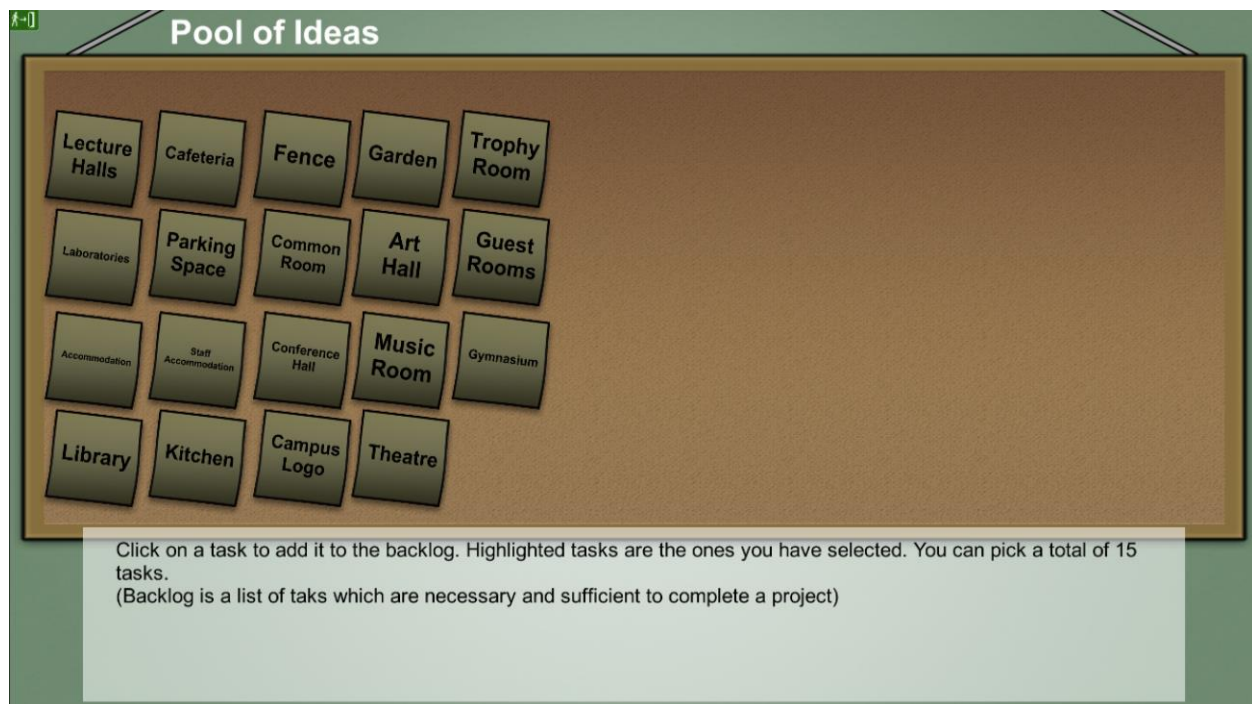 Pool of Ideas
Lecture
Halls
Cafeteria
Fence
Garden
Trophy
Room
Laboratories
Parking
Space
Common
Room
Art
Hall
Guest
Rooms
Accommodation
Staff
Accommodation
Conference
Hall
Music
Room
Gymnasium
Library
Kitchen
Campus
Logo
Theatre
Click on a task to add it to the backlog. Highlighted tasks are the ones you have selected. You can pick a total of 15
tasks.
(Backlog is a list of taks which are necessary and sufficient to complete a project)